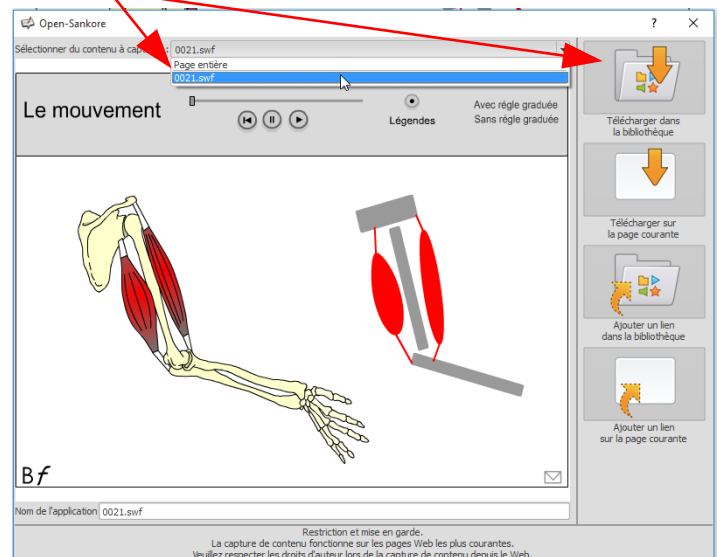 Open-Sankore
Sélectionner du contenu à capturer: 0021.swf
Page entière
0021.swf
Le mouvement
Légendes
Avec régle graduée
Sans régle graduée
Bf
Nom de l'application 0021.swf
Télécharger dans
la bibliothèque
Télécharger sur
la page courante
Ajouter un lien
dans la bibliothèque
Ajouter un lien
sur la page courante
Restriction et mise en garde.
La capture de contenu fonctionne sur les pages Web les plus courantes.
Veuillez respecter les droits d'auteur lors de la capture de contenu depuis le Web.